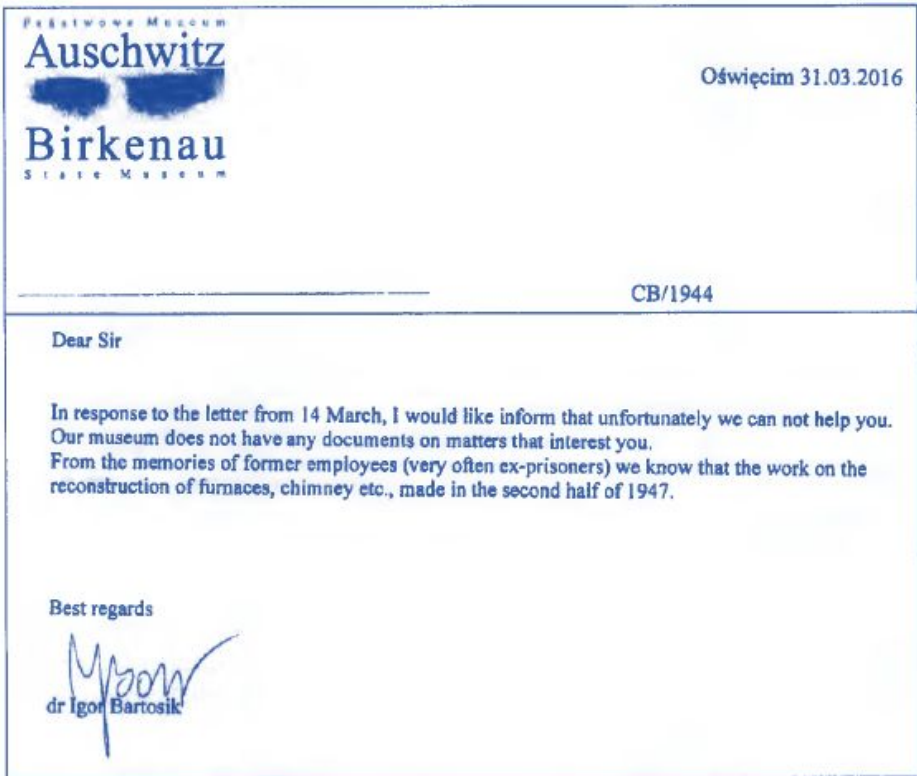 Państwowe Muzeum
Auschwitz
Birkenau
State Museum
Oświęcim 31.03.2016
CB/1944
Dear Sir
In response to the letter from 14 March, I would like inform that unfortunately we can not help you.
Our museum does not have any documents on matters that interest you.
From the memories of former employees (very often ex-prisoners) we know that the work on the
reconstruction of furnaces, chimney etc., made in the second half of 1947.
Best regards
dr Igor Bartosik